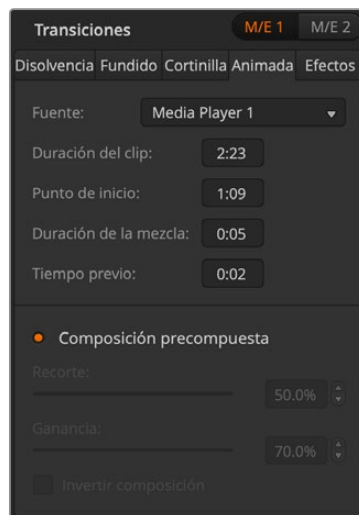 Transiciones M/E 1 M/E 2
Disolvencia Fundido Cortinilla Animada Efectos
Fuente: Media Player 1
Duración del clip: 2:23
Punto de inicio: 1:09
Duración de la mezcla: 0:05
Tiempo previo: 0:02
Composición precompuesta
Recorte:
50.0%
Ganancia:
70.0%
Invertir composición